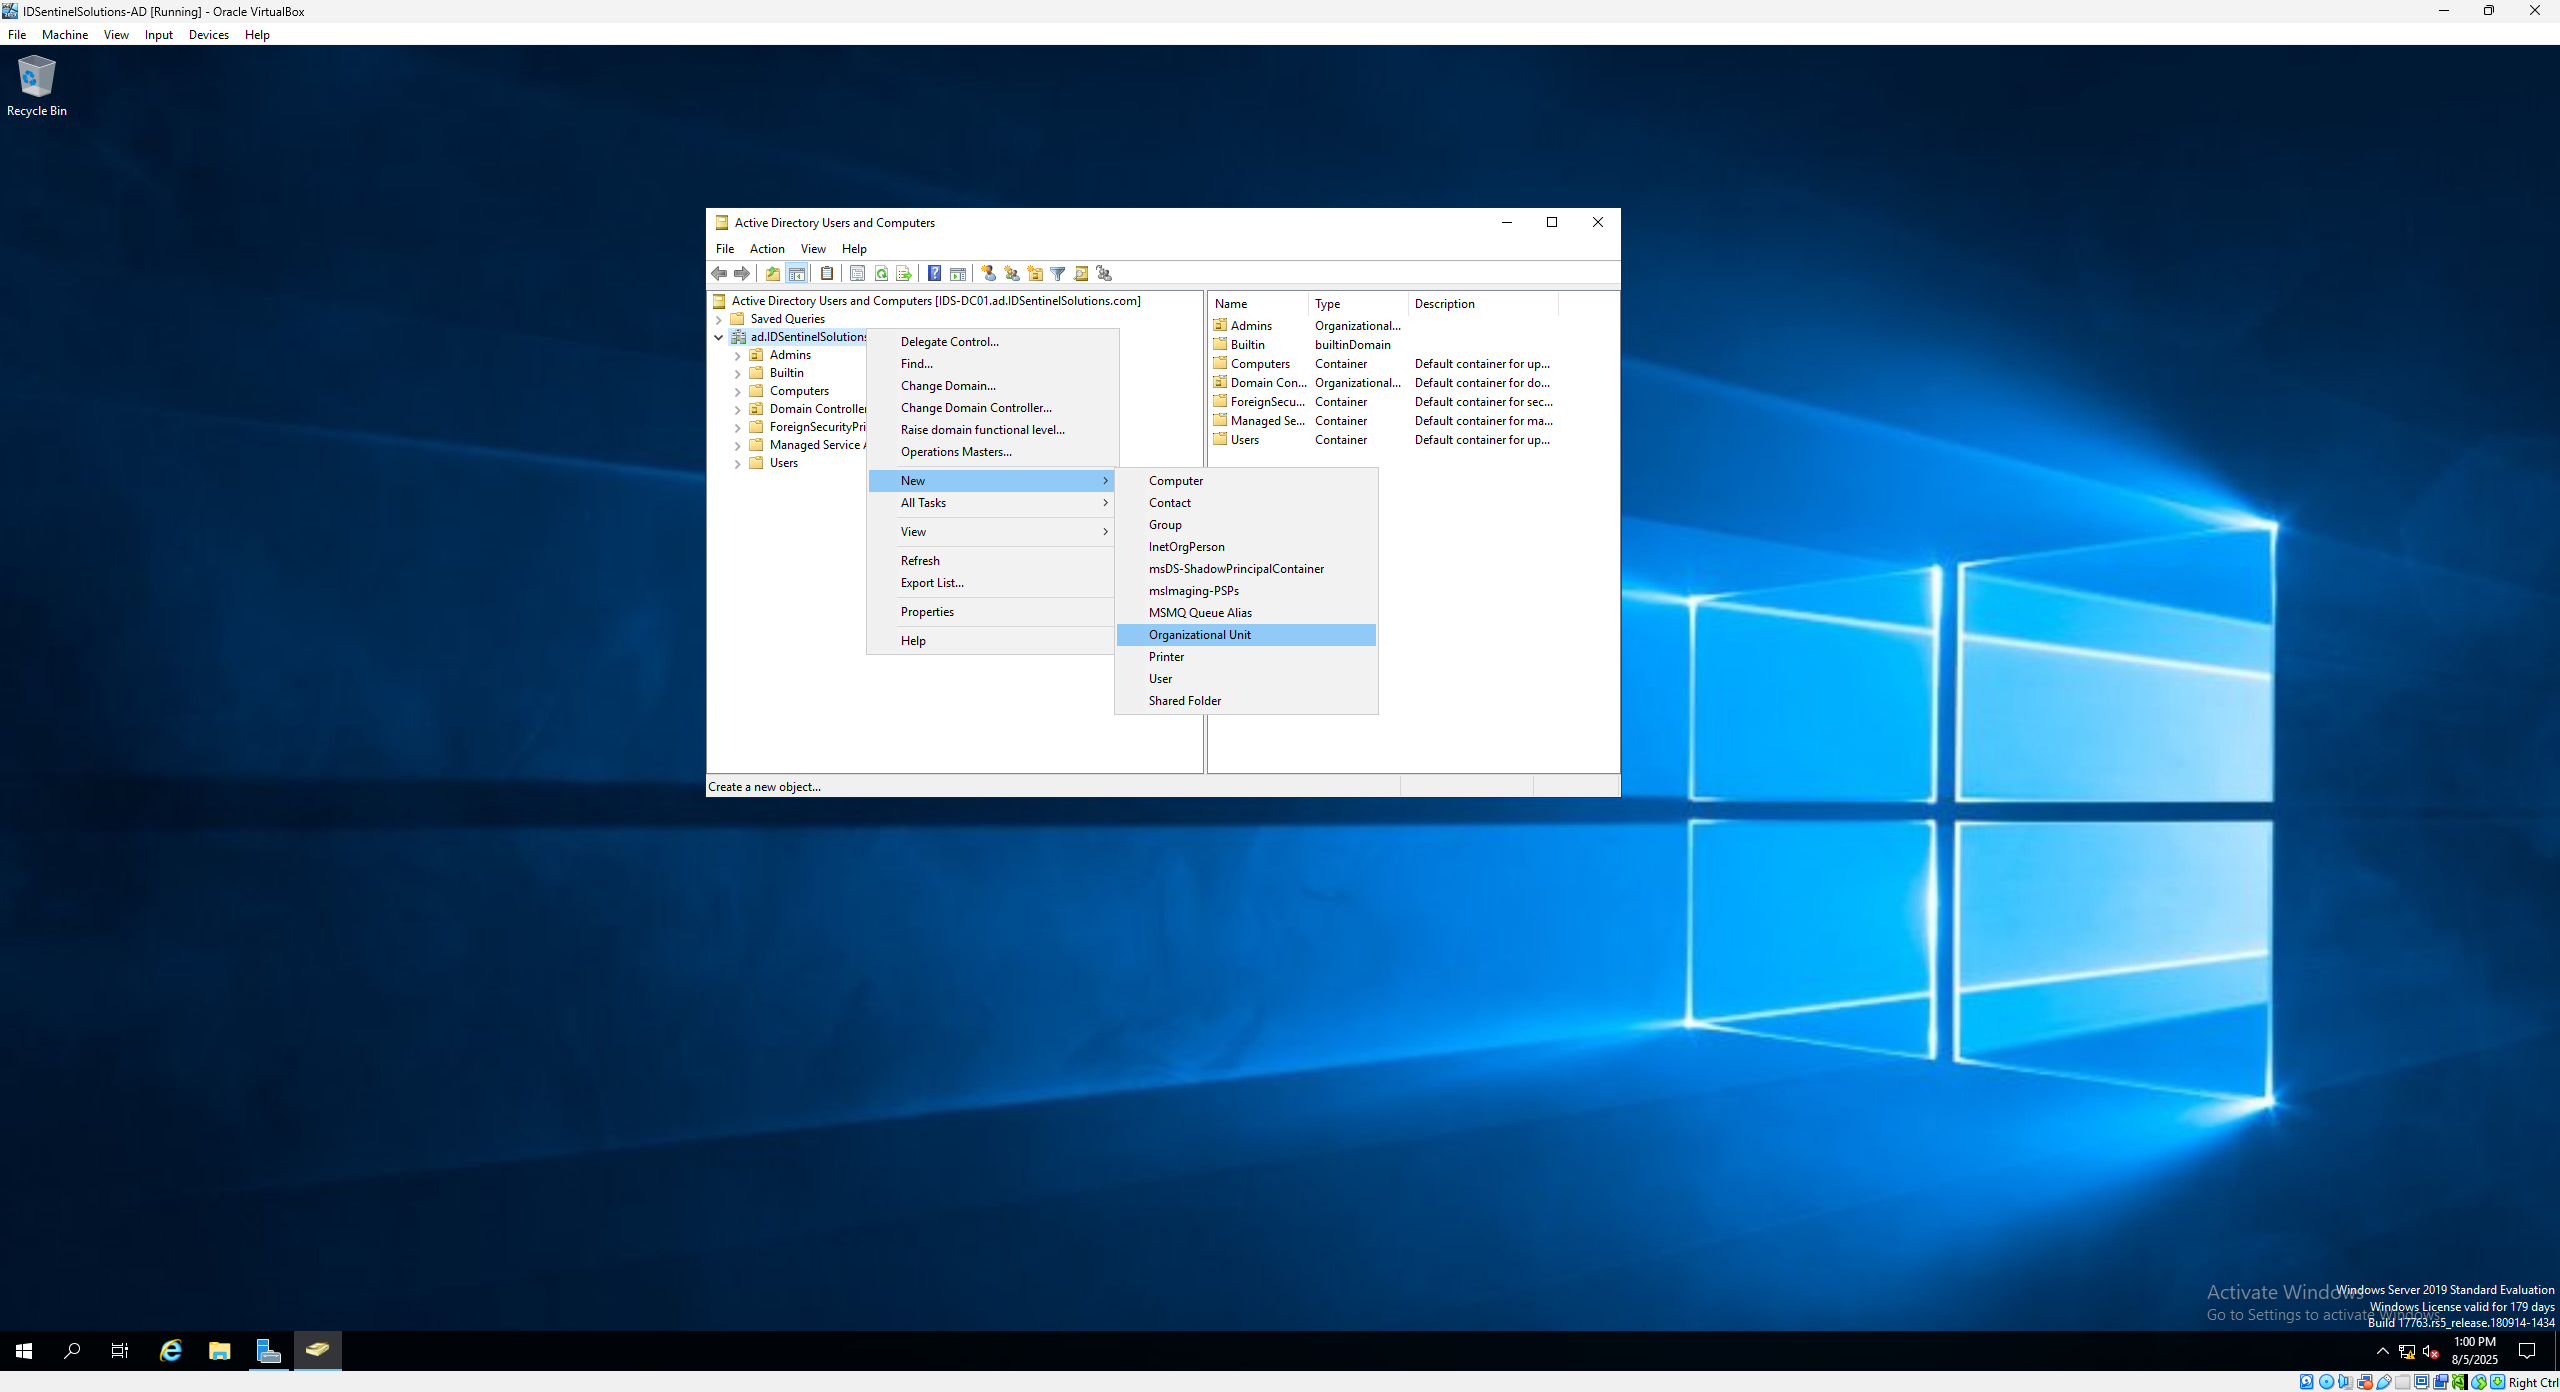 IDSentinelSolutions-AD [Running] - Oracle VirtualBox
File Machine View Input Devices Help
Recycle Bin
Active Directory Users and Computers
File Action View Help
Active Directory Users and Computers [IDS-DC01.ad.IDSentinelSolutions.com]
Saved Queries
ad.IDSentinelSolutions
Admins
Builtin
Computers
Domain Controller
ForeignSecurityPri
Managed Service A
Users
Delegate Control...
Find...
Change Domain...
Change Domain Controller...
Raise domain functional level...
Operations Masters...
New
All Tasks
View
Refresh
Export List...
Properties
Help
Computer
Contact
Group
InetOrgPerson
msDS-ShadowPrincipalContainer
msImaging-PSPs
MSMQ Queue Alias
Organizational Unit
Printer
User
Shared Folder
Name Type Description
Admins Organizational...
Builtin builtinDomain
Computers Container Default container for up...
Domain Con... Organizational... Default container for do...
ForeignSecu... Container Default container for sec...
Managed Se... Container Default container for ma...
Users Container Default container for up...
Create a new object...
Activate Windows
Go to Settings to activate Windows.
Windows Server 2019 Standard Evaluation
Windows License valid for 179 days
Build 17763.rs5_release.180914-1434
1:00 PM
8/5/2025
Right Ctrl